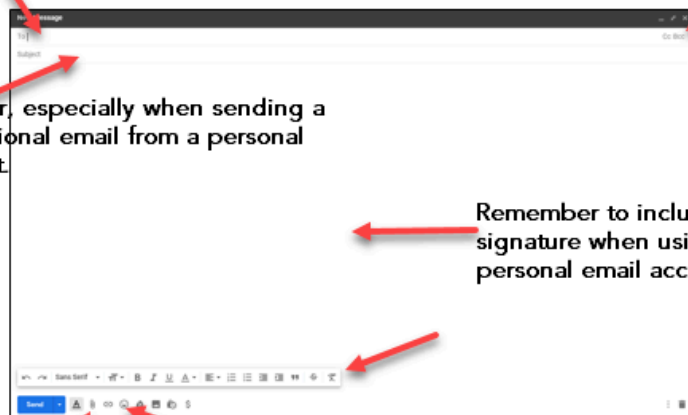 New Message
To
Cc Bcc
Subject
r, especially when sending a
ional email from a personal
t.
Remember to inclu
signature when usi
personal email acc
Sans Serif
B I U A
Send
A
$